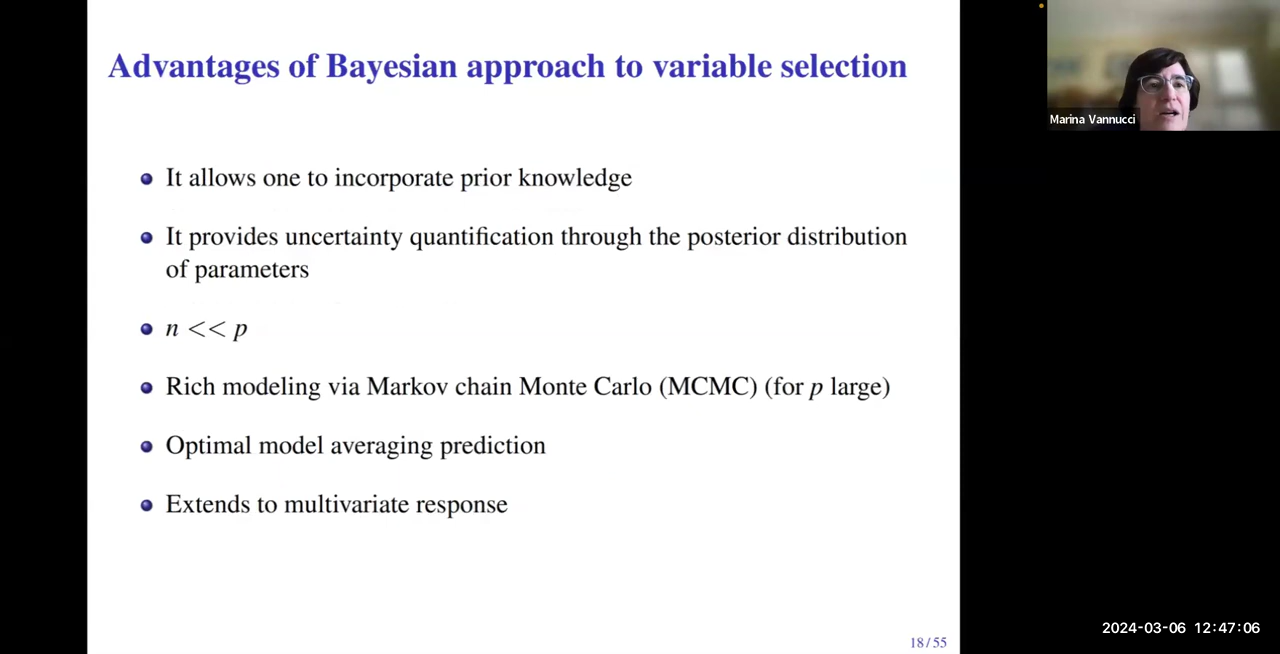 Advantages of Bayesian approach to variable selection
It allows one to incorporate prior knowledge
It provides uncertainty quantification through the posterior distribution
of parameters
n << p
Rich modeling via Markov chain Monte Carlo (MCMC) (for p large)
Optimal model averaging prediction
Extends to multivariate response
18/55
Marina Vannucci
2024-03-06 12:47:06